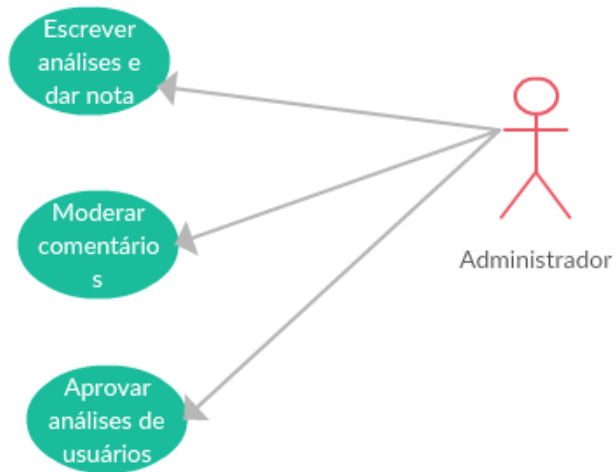 Escrever
análises e
dar nota
Moderar
comentário
s
Administrador
Aprovar
análises de
usuários